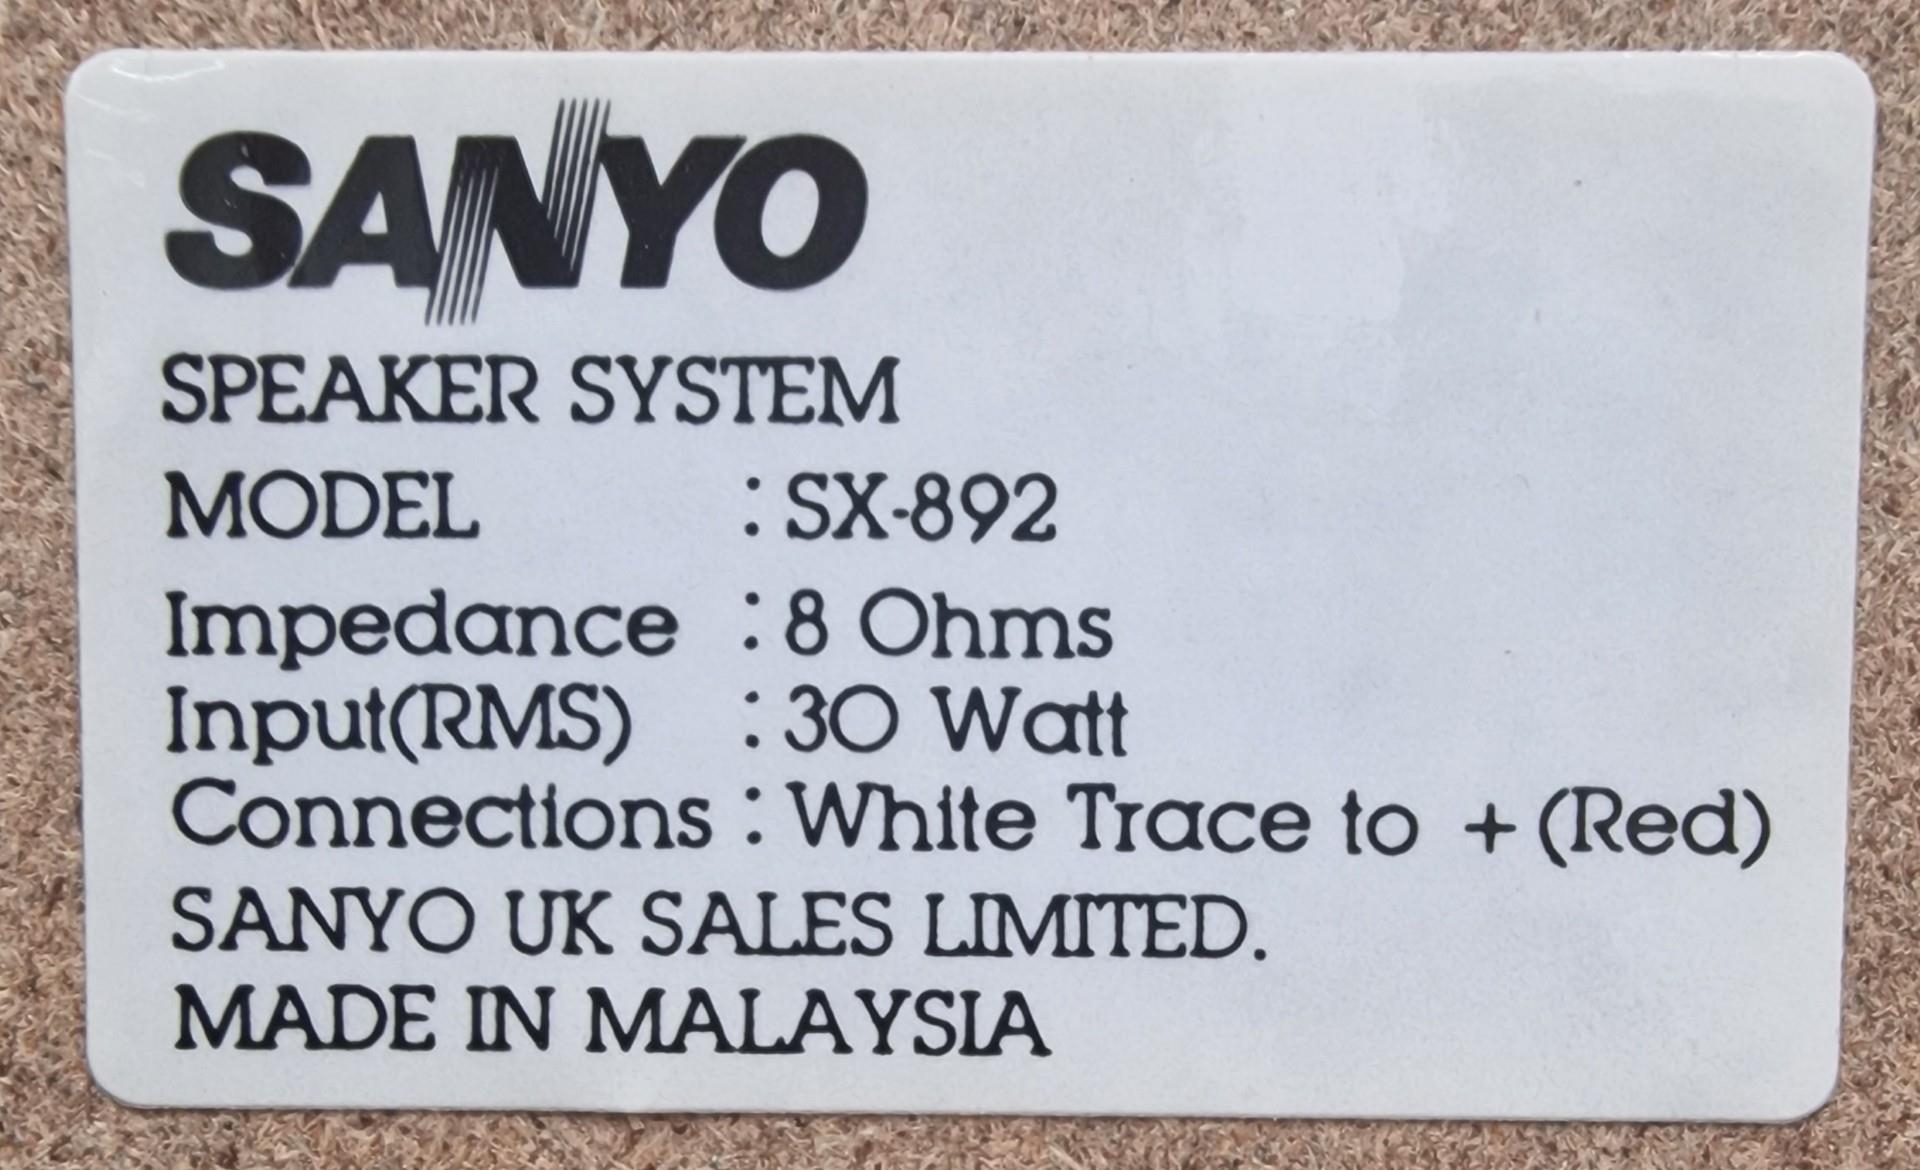 SANYO
SPEAKER SYSTEM
MODEL : SX-892
Impedance : 8 Ohms
Input(RMS) : 30 Watt
Connections : White Trace to + (Red)
SANYO UK SALES LIMITED.
MADE IN MALAYSIA